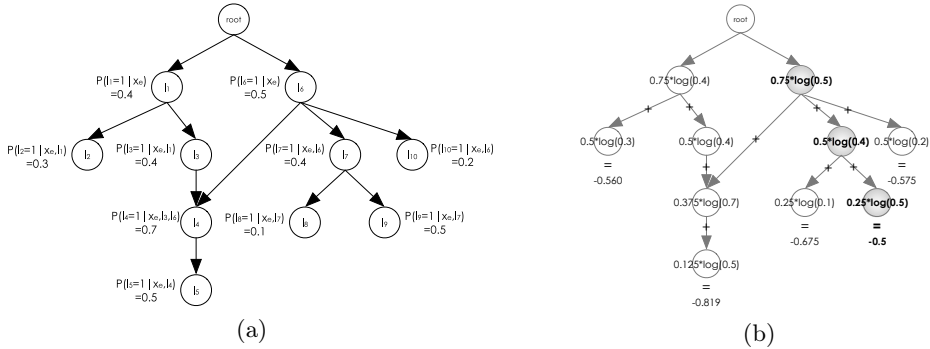 root
P(l₁=1|xₑ)
=0.4
l₁
P(l₆=1|xₑ)
=0.5
l₆
P(l₂=1|xₑ,l₁)
=0.3
l₂
P(l₃=1|xₑ,l₁)
=0.4
l₃
P(l₇=1|xₑ,l₆)
=0.4
l₇
l₁₀
P(l₁₀=1|xₑ,l₆)
=0.2
P(l₄=1|xₑ,l₃,l₆)
=0.7
l₄
P(l₈=1|xₑ,l₇)
=0.1
l₈
l₉
P(l₉=1|xₑ,l₇)
=0.5
P(l₅=1|xₑ,l₄)
=0.5
l₅
(a)
root
0.75*log(0.4)
0.75*log(0.5)
+ + + + +
+
0.5*log(0.3)
=
-0.560
0.5*log(0.4)
0.5*log(0.4)
0.5*log(0.2)
=
-0.575
+ + +
0.375*log(0.7)
0.25*log(0.1)
=
-0.675
0.25*log(0.5)
=
-0.5
+
0.125*log(0.5)
=
-0.819
(b)